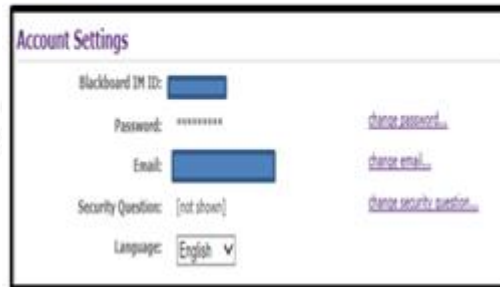 Account Settings
Blackboard IM ID:
Password: ********* change password...
Email: change email...
Security Question: [not shown] change security question...
Language: English